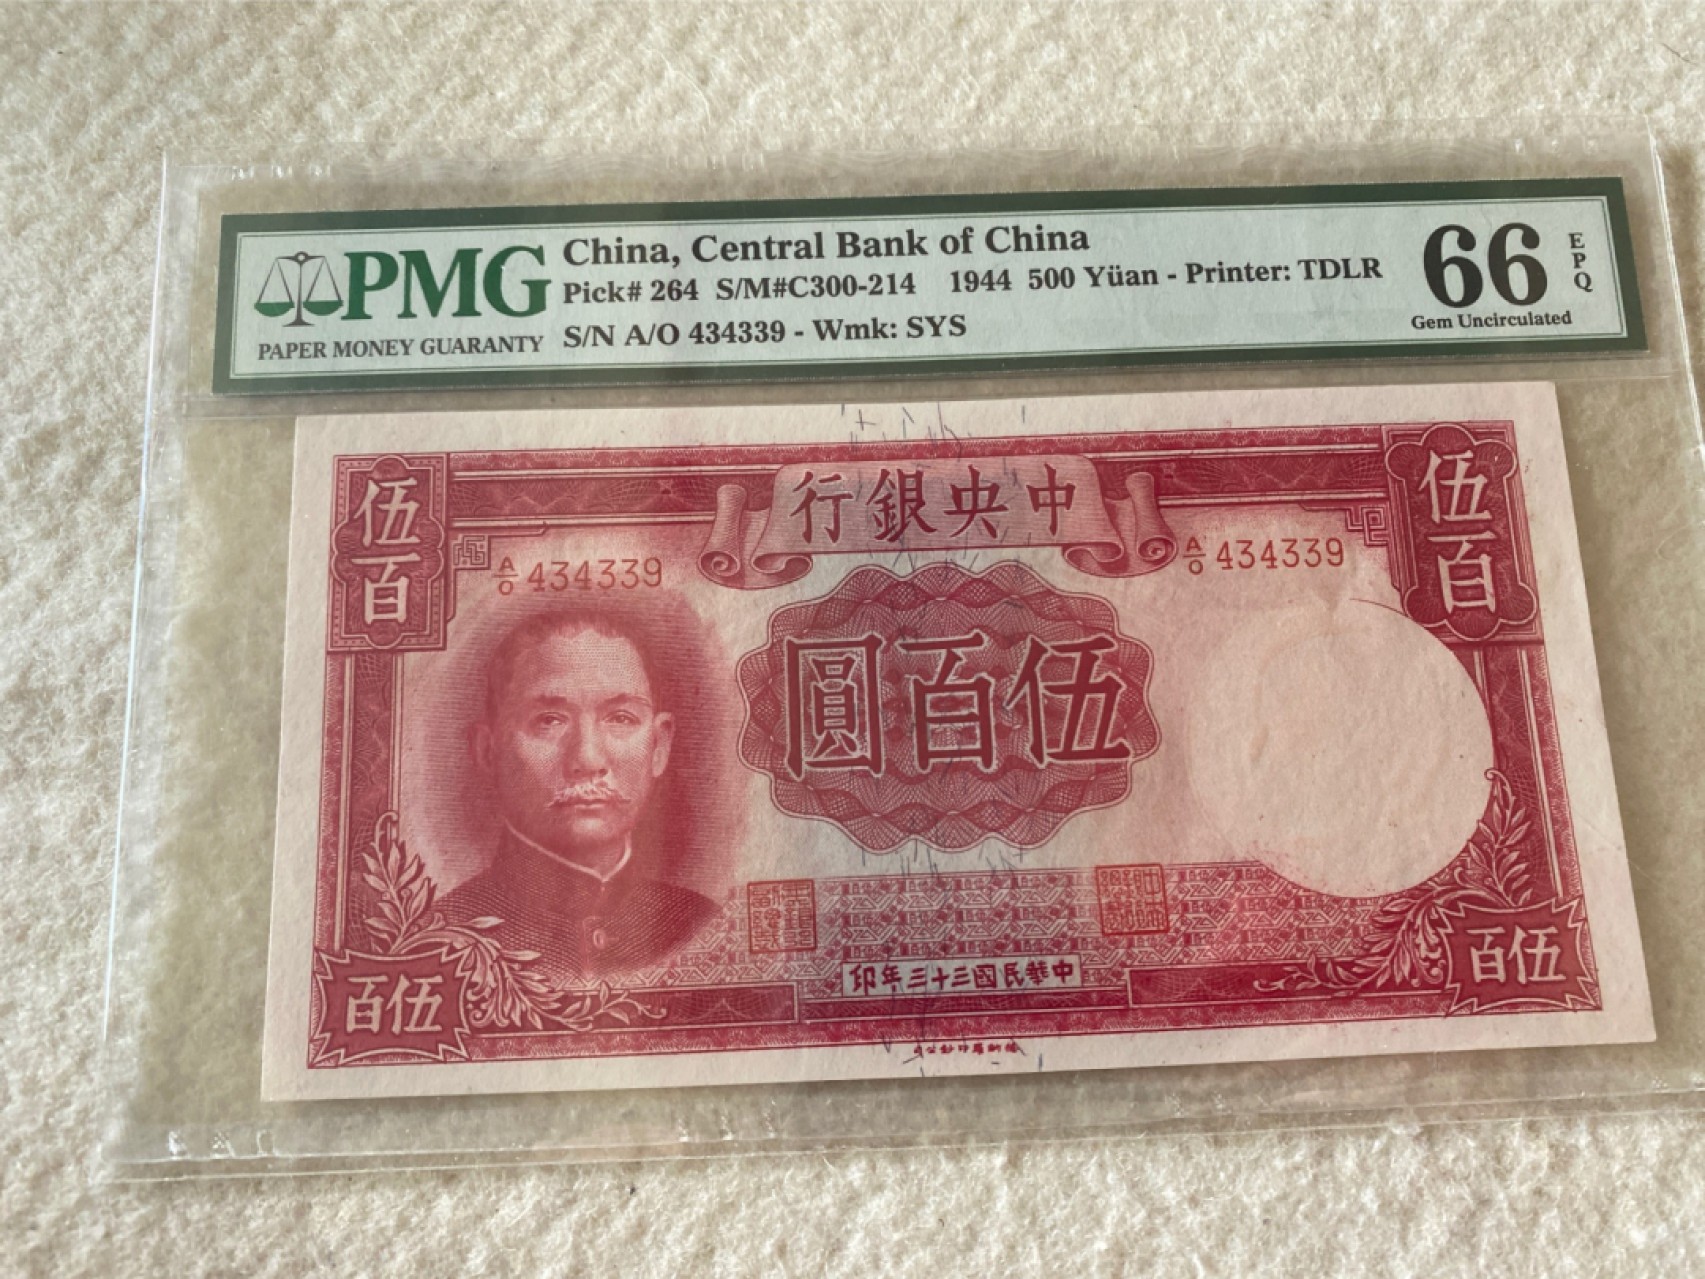 PMG
PAPER MONEY GUARANTY
China, Central Bank of China
Pick# 264 S/M#C300-214 1944 500 Yüan - Printer: TDLR
S/N A/O 434339 - Wmk: SYS
66 EPQ
Gem Uncirculated
中央銀行
伍百
伍百
A/O 434339
A/O 434339
伍百圓
中華民國三十三年印
伍百
伍百